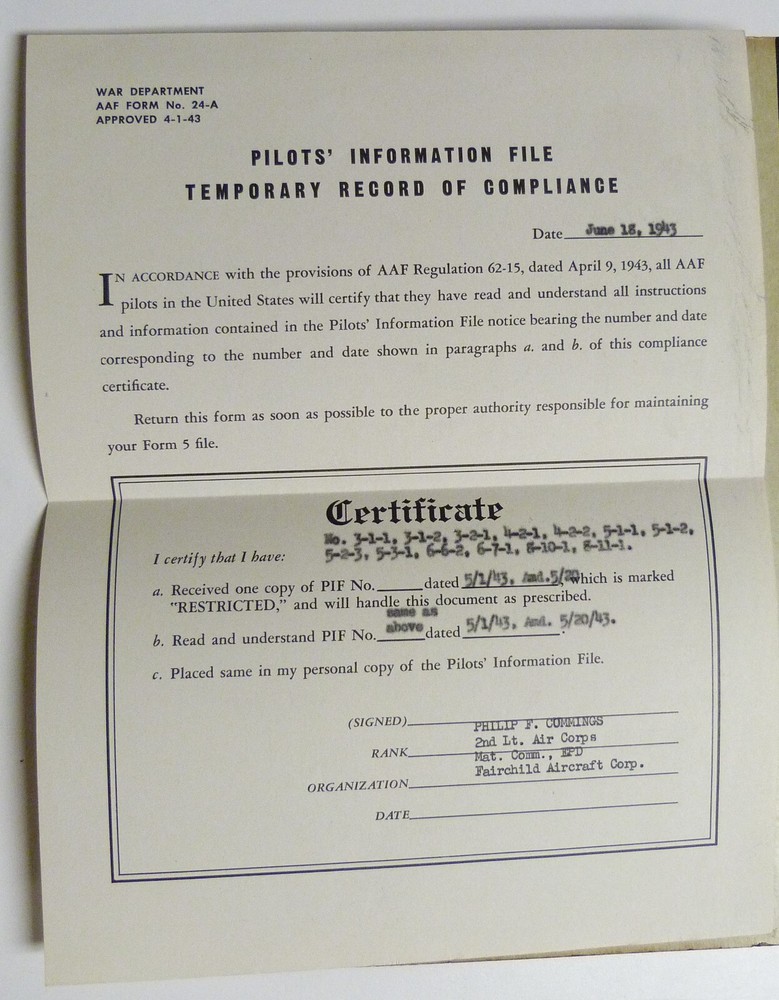 WAR DEPARTMENT
AAF FORM No. 24-A
APPROVED 4-1-43
PILOTS' INFORMATION FILE
TEMPORARY RECORD OF COMPLIANCE
Date June 18, 1943
IN ACCORDANCE with the provisions of AAF Regulation 62-15, dated April 9, 1943, all AAF
pilots in the United States will certify that they have read and understand all instructions
and information contained in the Pilots' Information File notice bearing the number and date
corresponding to the number and date shown in paragraphs a. and b. of this compliance
certificate.
Return this form as soon as possible to the proper authority responsible for maintaining
your Form 5 file.
Certificate
No. 3-1-1, 3-1-2, 3-2-1, 4-2-1, 4-2-2, 5-1-1, 5-1-2,
I certify that I have: 5-2-3, 5-3-1, 6-6-2, 6-7-1, 8-10-1, 8-11-1.
a. Received one copy of PIF No. dated 5/1/43, Amd. 5/20, which is marked
"RESTRICTED," and will handle this document as prescribed.
same as
b. Read and understand PIF No. above dated 5/1/43, Amd. 5/20/43.
c. Placed same in my personal copy of the Pilots' Information File.
(SIGNED) PHILIP F. CUMMINGS
2nd Lt. Air Corps
RANK Mat. Comm., EPD
Fairchild Aircraft Corp.
ORGANIZATION
DATE